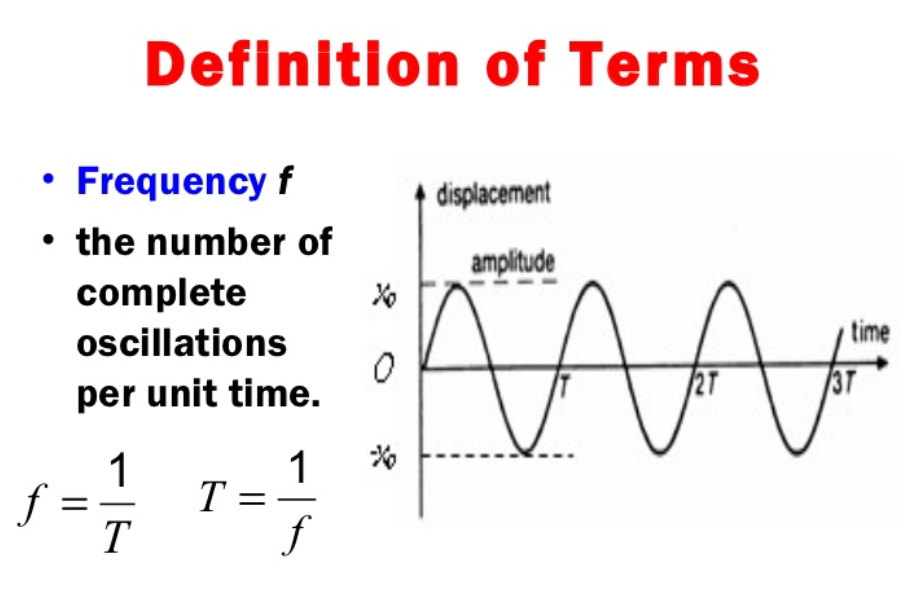 Definition of Terms
• Frequency f
• the number of
complete
oscillations
per unit time.
f = 1/T
T = 1/f
displacement
amplitude
x₀
time
O
T
2T
3T
-x₀